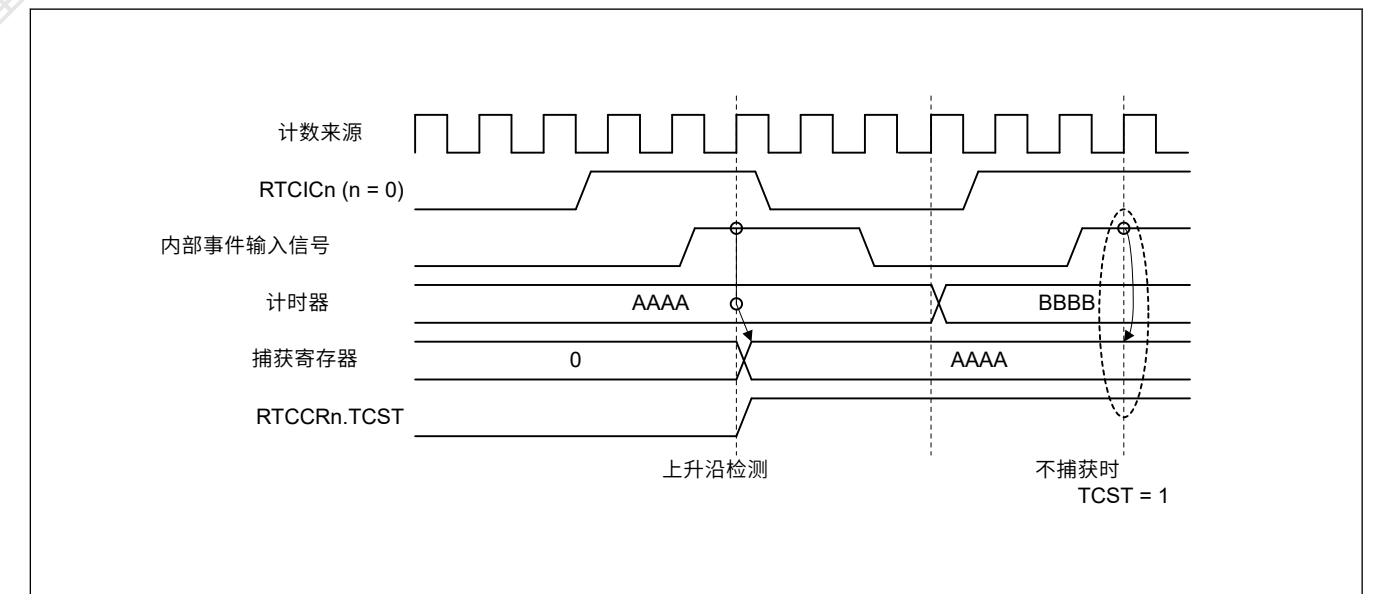 计数来源
RTCICn (n = 0)
内部事件输入信号
计时器
AAAA
BBBB
捕获寄存器
0
AAAA
RTCCRn.TCST
上升沿检测
不捕获时
TCST = 1